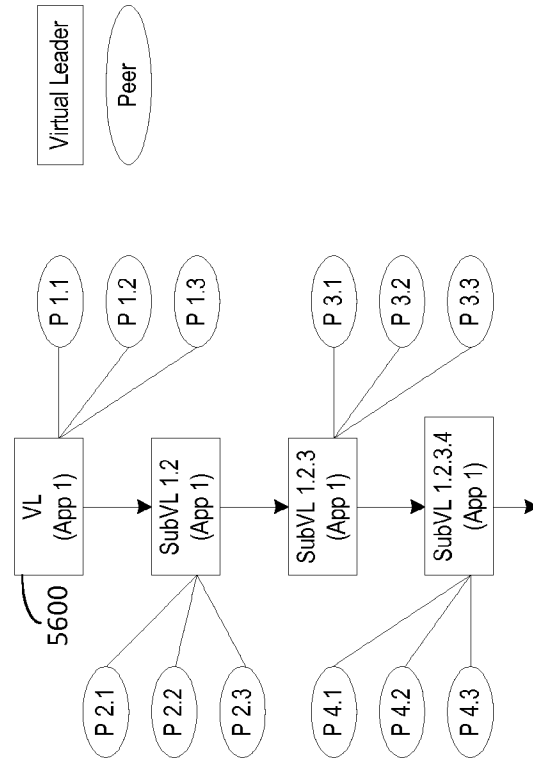 Virtual Leader
Peer
5600
VL
(App 1)
P 1.1
P 1.2
P 1.3
SubVL 1.2
(App 1)
P 2.1
P 2.2
P 2.3
SubVL 1.2.3
(App 1)
P 3.1
P 3.2
P 3.3
SubVL 1.2.3.4
(App 1)
P 4.1
P 4.2
P 4.3